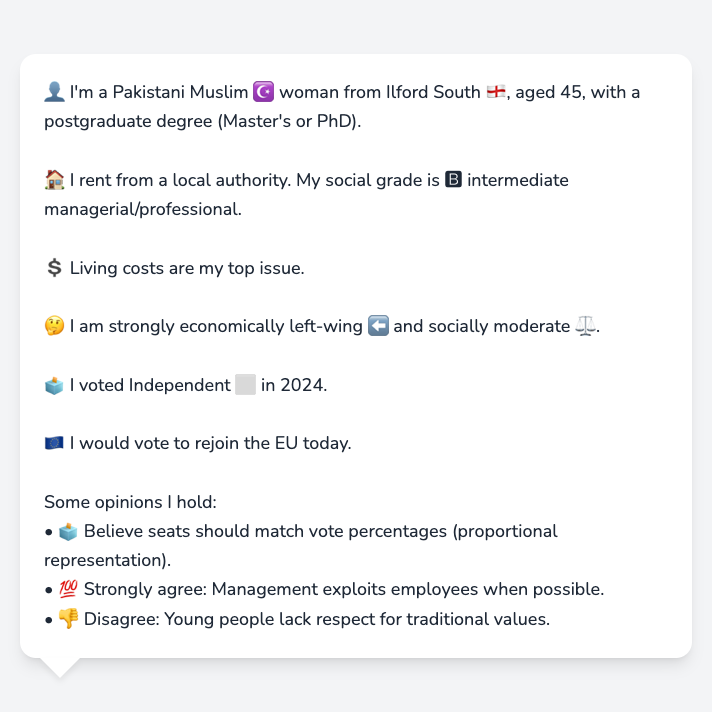 👤 I'm a Pakistani Muslim ☪️ woman from Ilford South 🏴󠁧󠁢󠁥󠁮󠁧󠁿, aged 45, with a
postgraduate degree (Master's or PhD).
🏠 I rent from a local authority. My social grade is 🅱 intermediate
managerial/professional.
💲 Living costs are my top issue.
🤔 I am strongly economically left-wing ⬅️ and socially moderate ⚖️.
🗳️ I voted Independent ⬜ in 2024.
🇪🇺 I would vote to rejoin the EU today.
Some opinions I hold:
• 🗳️ Believe seats should match vote percentages (proportional
representation).
• 💯 Strongly agree: Management exploits employees when possible.
• 👎 Disagree: Young people lack respect for traditional values.